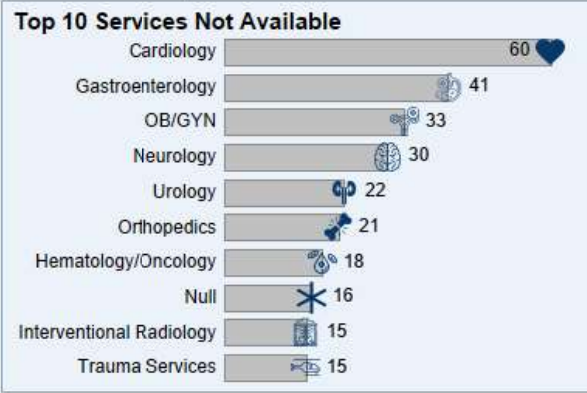 Top 10 Services Not Available
Cardiology 60
Gastroenterology 41
OB/GYN 33
Neurology 30
Urology 22
Orthopedics 21
Hematology/Oncology 18
Null 16
Interventional Radiology 15
Trauma Services 15